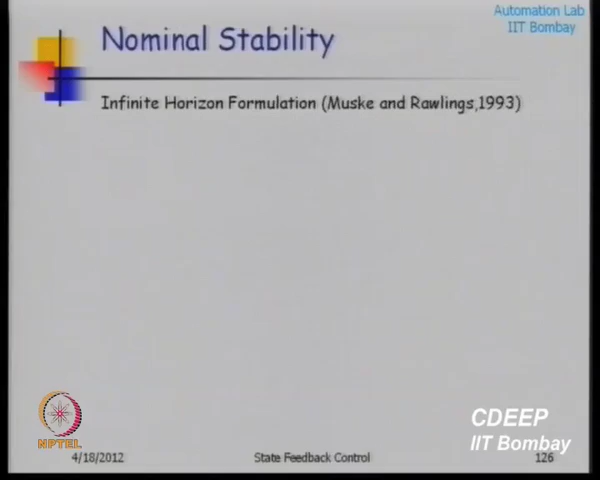 Automation Lab
IIT Bombay
Nominal Stability
Infinite Horizon Formulation (Muske and Rawlings,1993)
NPTEL
CDEEP
IIT Bombay
4/18/2012
State Feedback Control
126